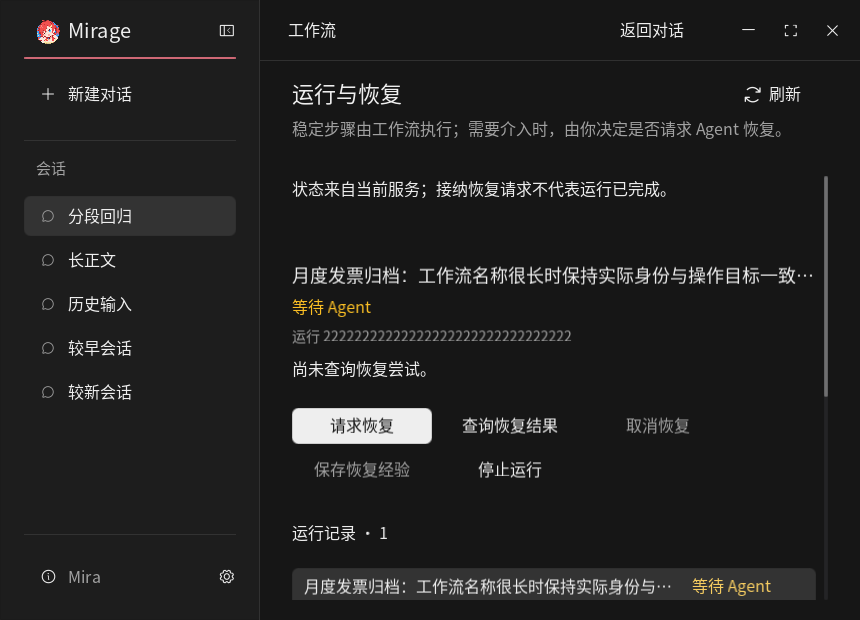 Mirage
新建对话
会话
分段回归
长正文
历史输入
较早会话
较新会话
Mira
工作流
返回对话
运行与恢复
刷新
稳定步骤由工作流执行；需要介入时，由你决定是否请求 Agent 恢复。
状态来自当前服务；接纳恢复请求不代表运行已完成。
月度发票归档：工作流名称很长时保持实际身份与操作目标一致…
等待 Agent
运行 22222222222222222222222222222222
尚未查询恢复尝试。
请求恢复
查询恢复结果
取消恢复
保存恢复经验
停止运行
运行记录 · 1
月度发票归档：工作流名称很长时保持实际身份与…
等待 Agent